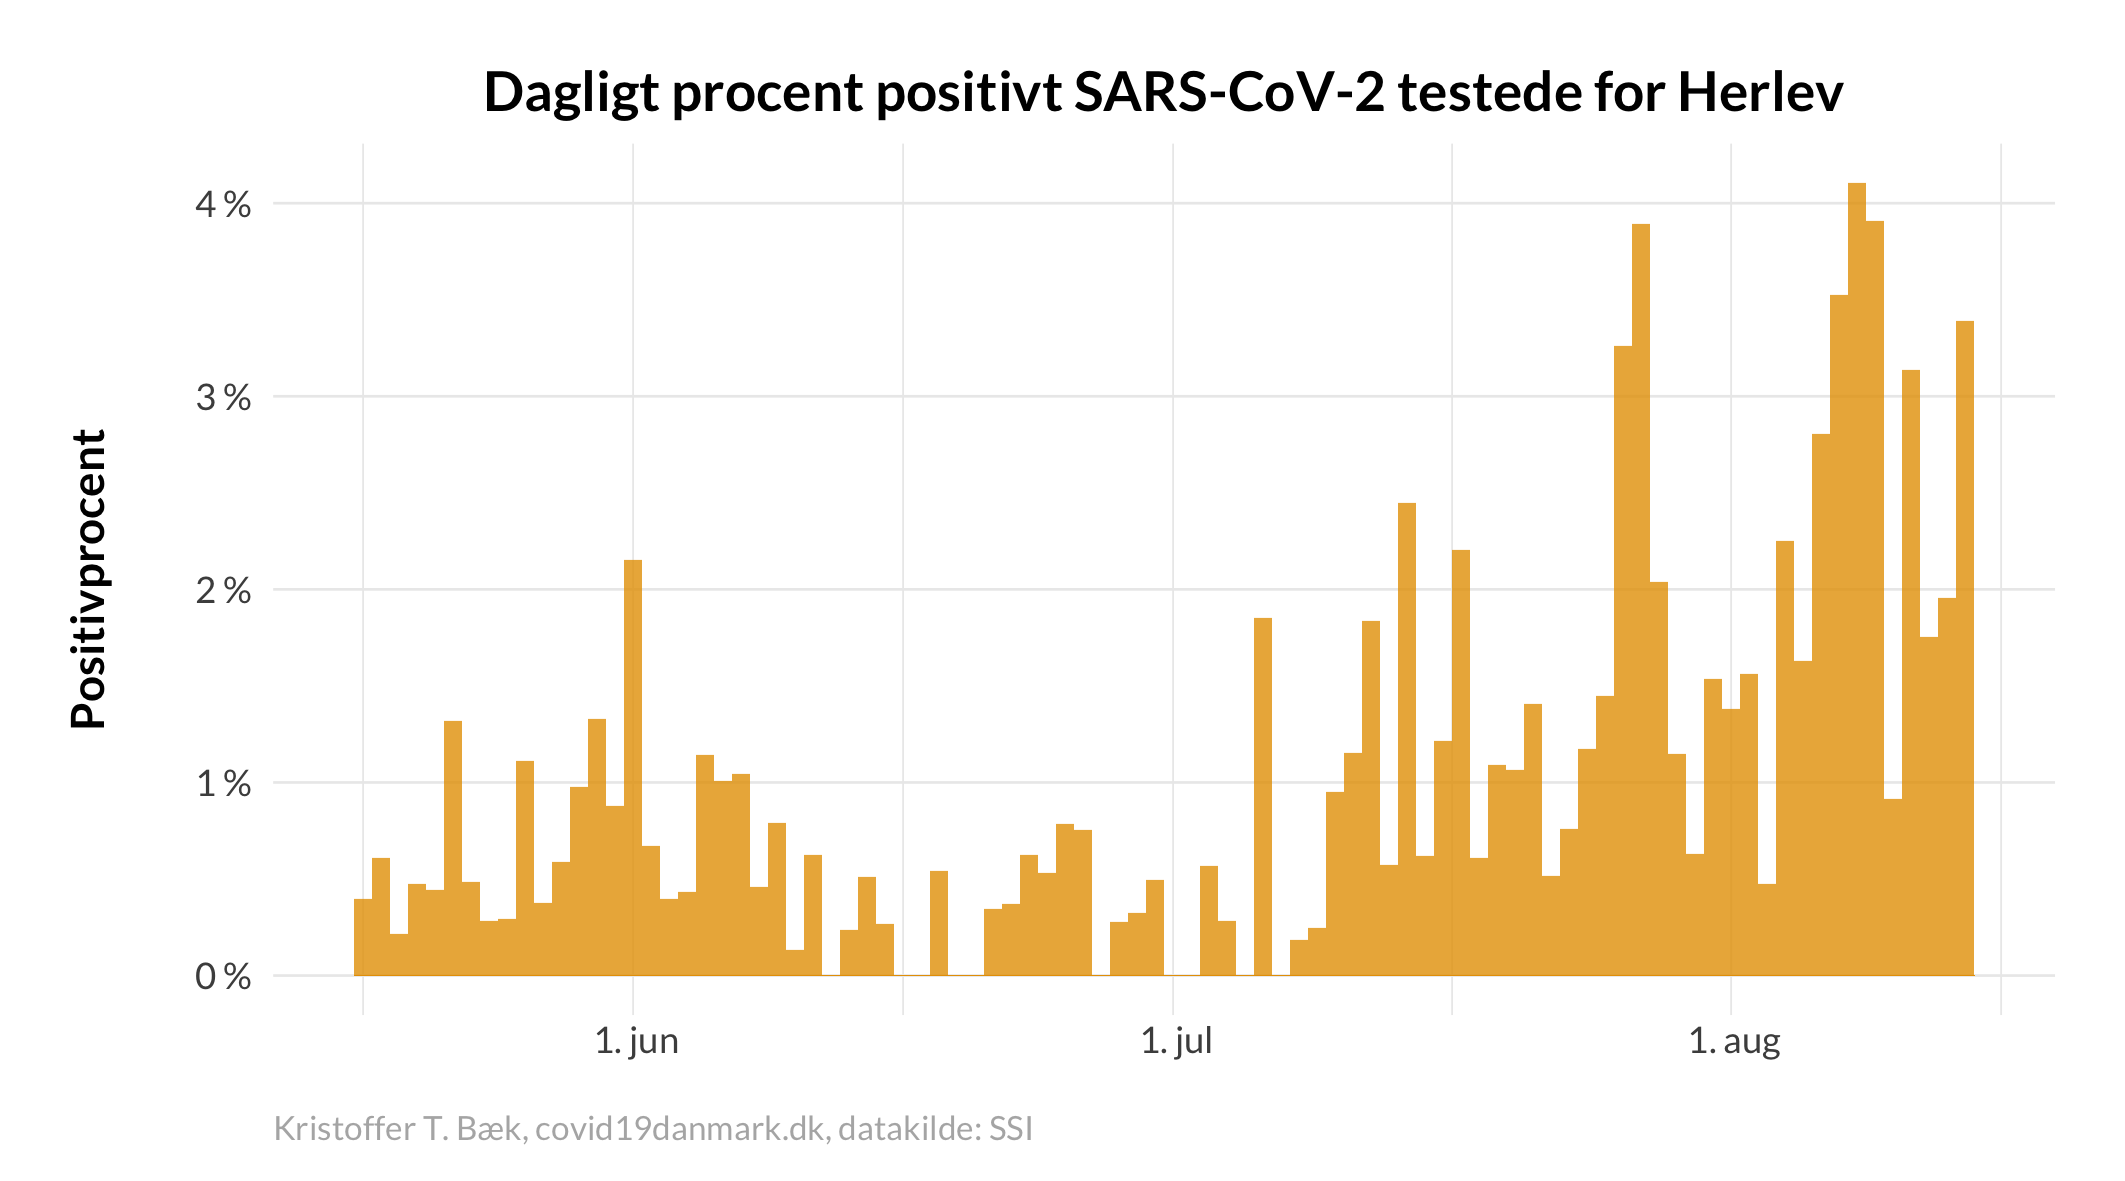 Dagligt procent positivt SARS-CoV-2 testede for Herlev
Positivprocent
4 %
3 %
2 %
1 %
0 %
1. jun
1. jul
1. aug
Kristoffer T. Bæk, covid19danmark.dk, datakilde: SSI